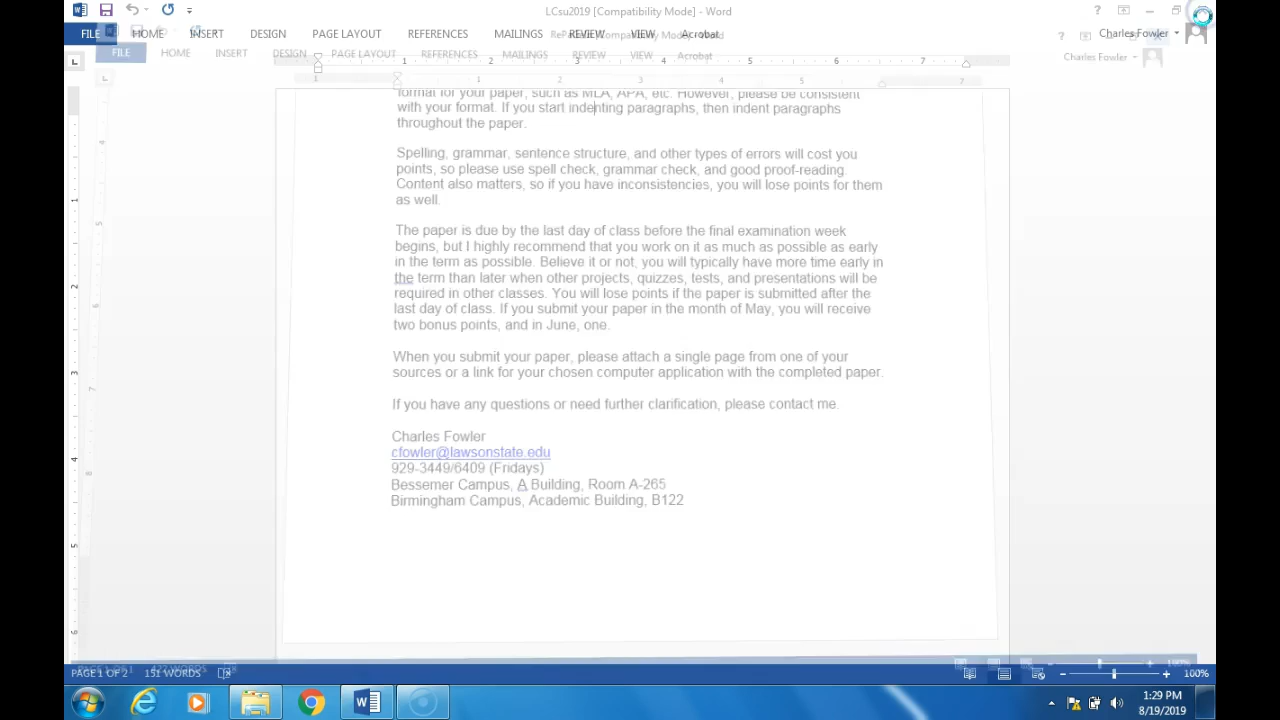 LCsu2019 [Compatibility Mode] - Word
FILE HOME INSERT DESIGN PAGE LAYOUT REFERENCES MAILINGS REVIEW VIEW Acrobat
Charles Fowler
FILE HOME INSERT DESIGN PAGE LAYOUT REFERENCES MAILINGS REVIEW VIEW Acrobat
Charles Fowler
format for your paper, such as MLA, APA, etc. However, please be consistent
with your format. If you start indenting paragraphs, then indent paragraphs
throughout the paper.
Spelling, grammar, sentence structure, and other types of errors will cost you
points, so please use spell check, grammar check, and good proof-reading.
Content also matters, so if you have inconsistencies, you will lose points for them
as well.
The paper is due by the last day of class before the final examination week
begins, but I highly recommend that you work on it as much as possible as early
in the term as possible. Believe it or not, you will typically have more time early in
the term than later when other projects, quizzes, tests, and presentations will be
required in other classes. You will lose points if the paper is submitted after the
last day of class. If you submit your paper in the month of May, you will receive
two bonus points, and in June, one.
When you submit your paper, please attach a single page from one of your
sources or a link for your chosen computer application with the completed paper.
If you have any questions or need further clarification, please contact me.
Charles Fowler
cfowler@lawsonstate.edu
929-3449/6409 (Fridays)
Bessemer Campus, A Building, Room A-265
Birmingham Campus, Academic Building, B122
PAGE 1 OF 2 151 WORDS
100%
1:29 PM
8/19/2019